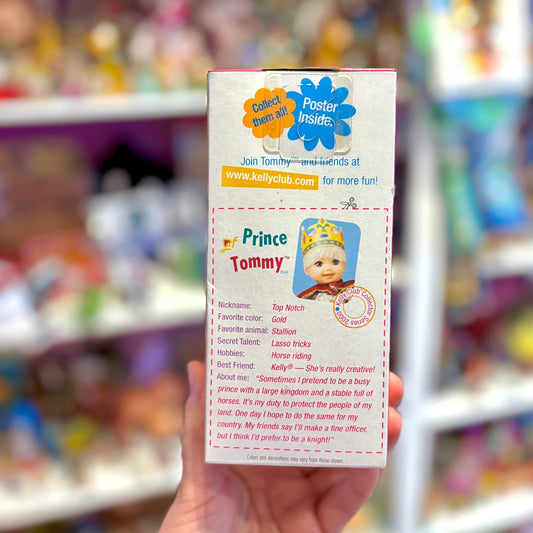 Collect
them all!
Poster
Inside.
Join Tommy™ and friends at
www.kellyclub.com for more fun!
Prince
Tommy™
Doll
Kelly Club Collector
Series 2000
Nickname: Top Notch
Favorite color: Gold
Favorite animal: Stallion
Secret Talent: Lasso tricks
Hobbies: Horse riding
Best Friend: Kelly® — She's really creative!
About me: "Sometimes I pretend to be a busy
prince with a large kingdom and a stable full of
horses. It's my duty to protect the people of my
land. One day I hope to do the same for my
country. My friends say I'll make a fine officer,
but I think I'd prefer to be a knight!"
Colors and decorations may vary from those shown.